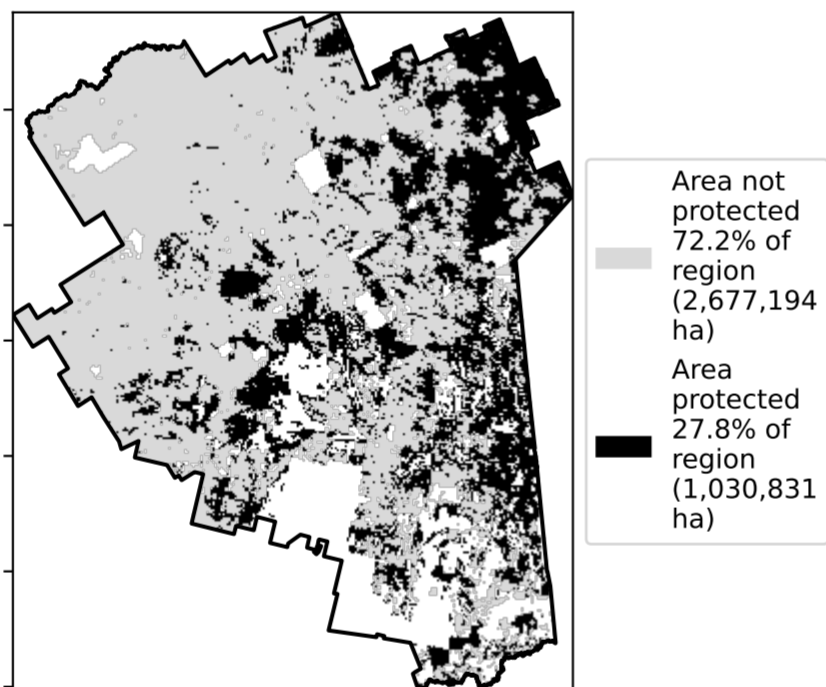 Area not
protected
72.2% of
region
(2,677,194
ha)
Area
protected
27.8% of
region
(1,030,831
ha)